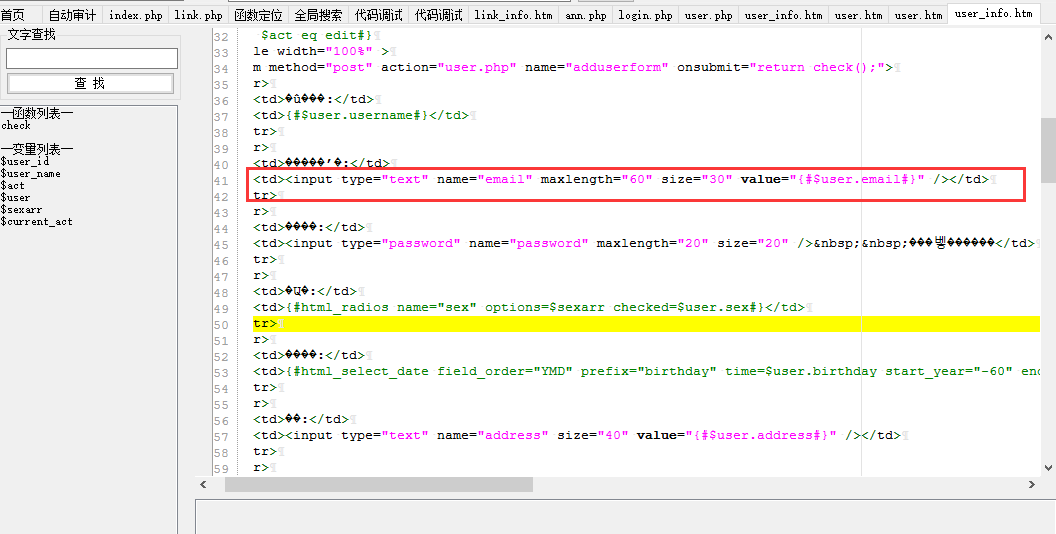 首页 自动审计 index.php link.php 函数定位 全局搜索 代码调试 代码调试 link_info.htm ann.php login.php user.php user_info.htm user.htm user.htm user_info.htm
文字查找
查 找
函数列表
check
变量列表
$user_id
$user_name
$act
$user
$sexarr
$current_act
32 $act eq edit#}¶
33 le width="100%" >
34 m method="post" action="user.php" name="adduserform" onsubmit="return check();">¶
35 r>¶
36 <td>�û���:</td>¶
37 <td>{#$user.username#}</td>¶
38 tr>¶
39 r>¶
40 <td>�����ʼ�:</td>¶
41 <td><input type="text" name="email" maxlength="60" size="30" value="{#$user.email#}" /></td>¶
42 tr>¶
43 r>¶
44 <td>����:</td>¶
45 <td><input type="password" name="password" maxlength="20" size="20" />&nbsp;&nbsp;���벻������</td>¶
46 tr>¶
47 r>¶
48 <td>�Ա�:</td>¶
49 <td>{#html_radios name="sex" options=$sexarr checked=$user.sex#}</td>¶
50 tr>¶
51 r>¶
52 <td>����:</td>¶
53 <td>{#html_select_date field_order="YMD" prefix="birthday" time=$user.birthday start_year="-60" end
54 tr>¶
55 r>¶
56 <td>��:</td>¶
57 <td><input type="text" name="address" size="40" value="{#$user.address#}" /></td>¶
58 tr>¶
59 r>¶